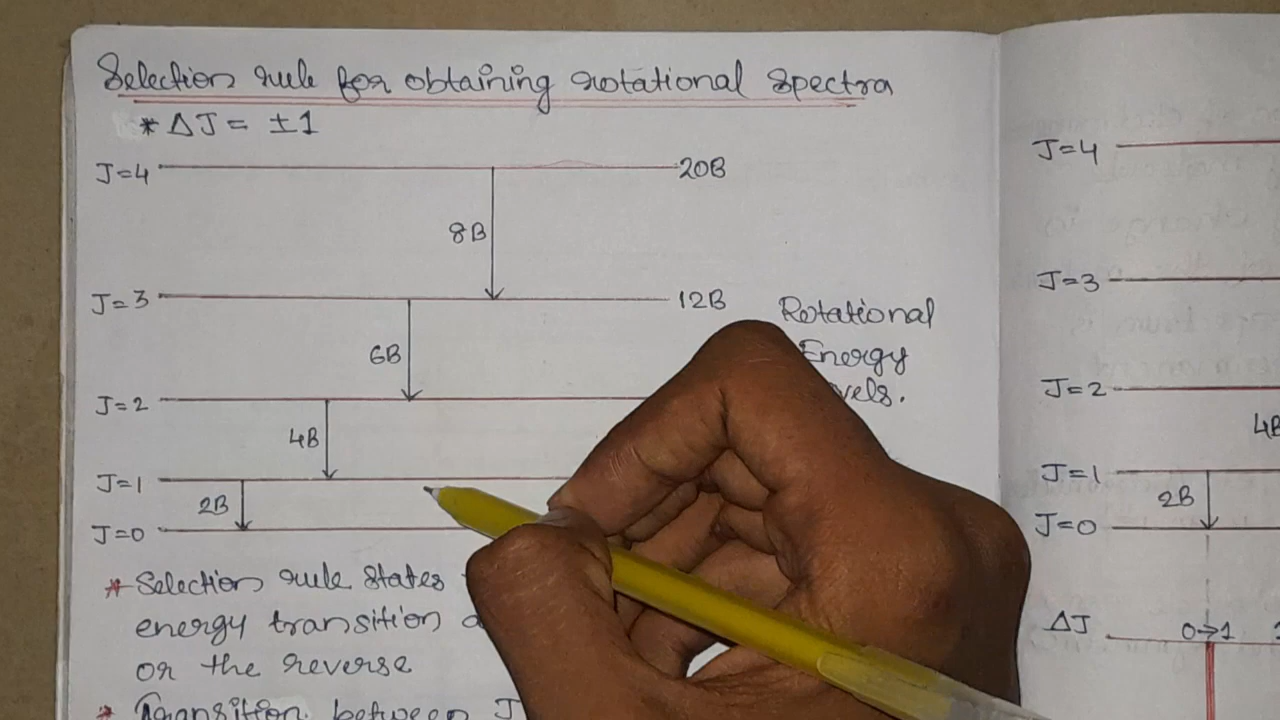 Selection rule for obtaining rotational spectra
* ΔJ = ±1
J=4 20B
8B
J=3 12B
6B
J=2
4B
J=1
2B
J=0
Rotational
Energy
* Selection rule states
energy transition
or the reverse
* Transition between J
J=4
J=3
J=2
4B
J=1
2B
J=0
ΔJ 0→1